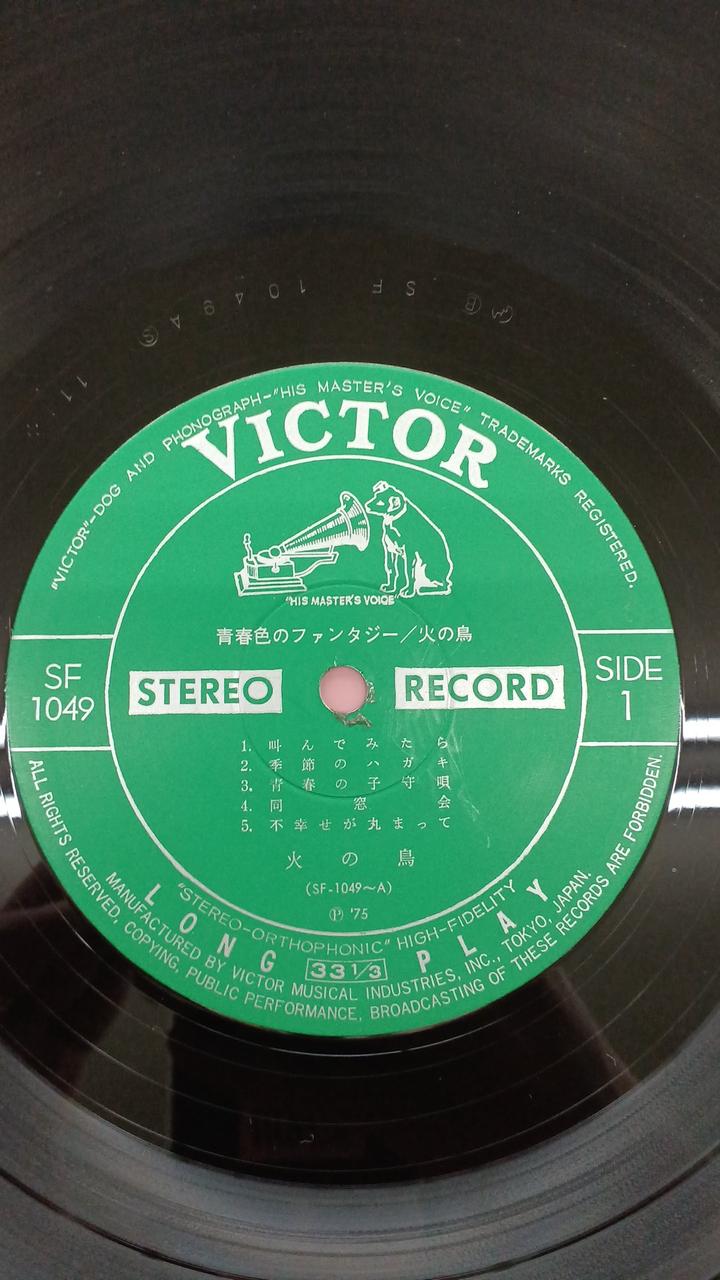 Ⓜ Ⓑ SF 1049A Ⓢ 11
"VICTOR"-DOG AND PHONOGRAPH-"HIS MASTER'S VOICE" TRADEMARKS REGISTERED.
VICTOR
"HIS MASTER'S VOICE"
青春色のファンタジー/火の鳥
SF
1049
STEREO RECORD
SIDE
1
1. 叫んでみたら
2. 季節のハガキ
3. 青春の子守唄
4. 同窓会
5. 不幸せが丸まって
火の鳥
(SF-1049~A)
Ⓟ '75
"STEREO-ORTHOPHONIC" HIGH-FIDELITY
LONG 33 1/3 PLAY
MANUFACTURED BY VICTOR MUSICAL INDUSTRIES, INC., TOKYO, JAPAN.
ALL RIGHTS RESERVED, COPYING, PUBLIC PERFORMANCE, BROADCASTING OF THESE RECORDS ARE FORBIDDEN.